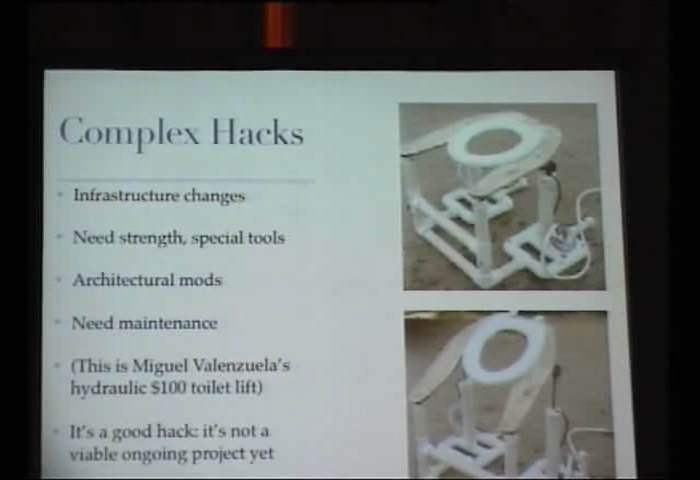 Complex Hacks
Infrastructure changes
Need strength, special tools
Architectural mods
Need maintenance
(This is Miguel Valenzuela's
hydraulic $100 toilet lift)
It's a good hack: it's not a
viable ongoing project yet